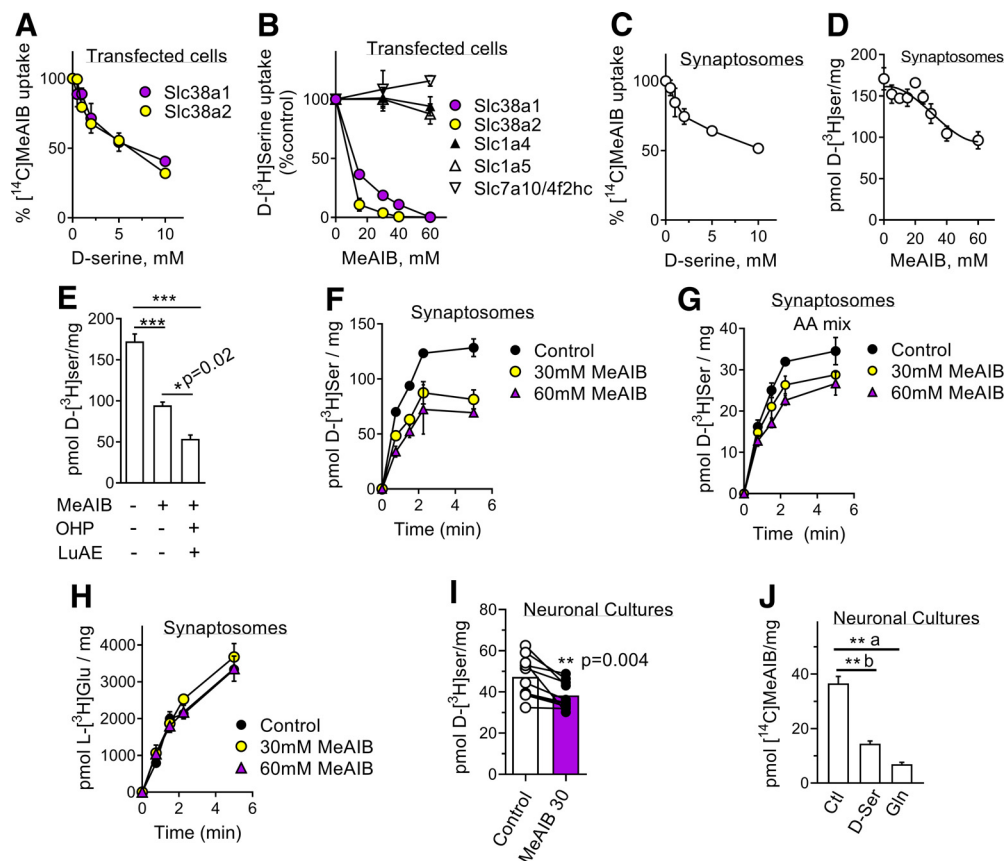 A
Transfected cells
% [14C]MeAIB uptake
100
50
0
0 5 10
D-serine, mM
Slc38a1
Slc38a2
B
Transfected cells
D-[3H]Serine uptake
(%control)
100
50
0
0 20 40 60
MeAIB, mM
Slc38a1
Slc38a2
Slc1a4
Slc1a5
Slc7a10/4f2hc
C
Synaptosomes
% [14C]MeAIB uptake
100
50
0
0 5 10
D-serine, mM
D
Synaptosomes
pmol D-[3H]ser/mg
200
150
100
50
0
0 20 40 60
MeAIB, mM
E
pmol D-[3H]ser/mg
200
150
100
50
0
***
***
* p=0.02
MeAIB - + +
OHP - - +
LuAE - - +
F
Synaptosomes
pmol D-[3H]Ser / mg
150
100
50
0
0 2 4 6
Time (min)
Control
30mM MeAIB
60mM MeAIB
G
Synaptosomes
AA mix
pmol D-[3H]Ser / mg
40
30
20
10
0
0 2 4 6
Time (min)
Control
30mM MeAIB
60mM MeAIB
H
Synaptosomes
pmol L-[3H]Glu / mg
4000
3000
2000
1000
0
0 2 4 6
Time (min)
Control
30mM MeAIB
60mM MeAIB
I
Neuronal Cultures
pmol D-[3H]ser/mg
80
60
40
20
0
** p=0.004
Control
MeAIB 30
J
Neuronal Cultures
pmol [14C]MeAIB/mg
40
20
0
** a
** b
Ctl
D-Ser
Gln